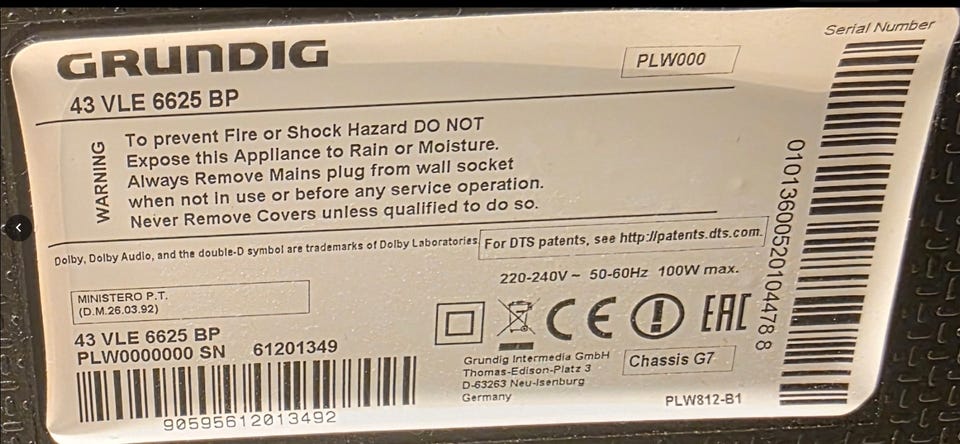 GRUNDIG
PLW000
Serial Number
43 VLE 6625 BP
WARNING
To prevent Fire or Shock Hazard DO NOT
Expose this Appliance to Rain or Moisture.
Always Remove Mains plug from wall socket
when not in use or before any service operation.
Never Remove Covers unless qualified to do so.
Dolby, Dolby Audio, and the double-D symbol are trademarks of Dolby Laboratories
For DTS patents, see http://patents.dts.com.
220-240V ~ 50-60Hz 100W max.
MINISTERO P.T.
(D.M.26.03.92)
43 VLE 6625 BP
PLW0000000 SN 61201349
9059561201349​2
CE
EAC
Grundig Intermedia GmbH
Thomas-Edison-Platz 3
D-63263 Neu-Isenburg
Germany
Chassis G7
PLW812-B1
01013600520104478 8